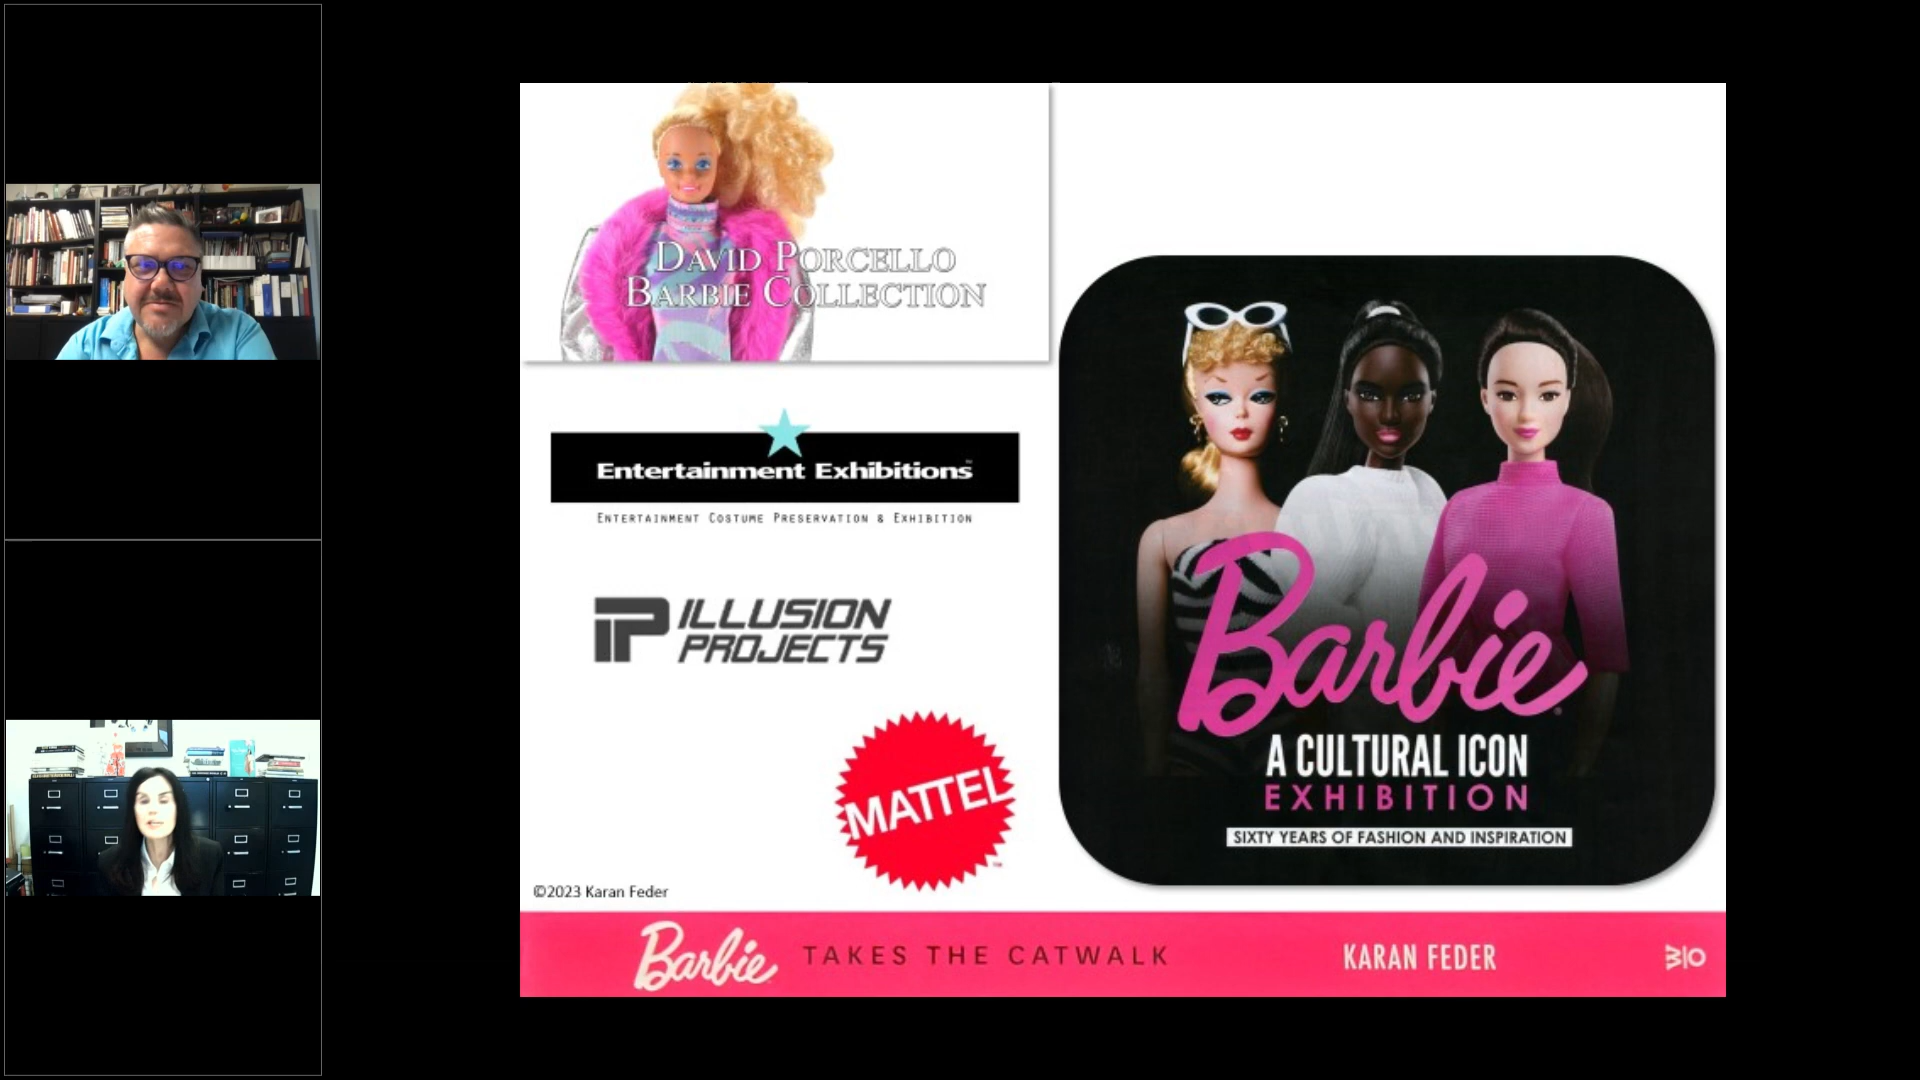 DAVID PORCELLO
BARBIE COLLECTION
Entertainment Exhibitions
ENTERTAINMENT COSTUME PRESERVATION & EXHIBITION
IP ILLUSION
PROJECTS
MATTEL
©2023 Karan Feder
Barbie
A CULTURAL ICON
EXHIBITION
SIXTY YEARS OF FASHION AND INSPIRATION
Barbie TAKES THE CATWALK KARAN FEDER